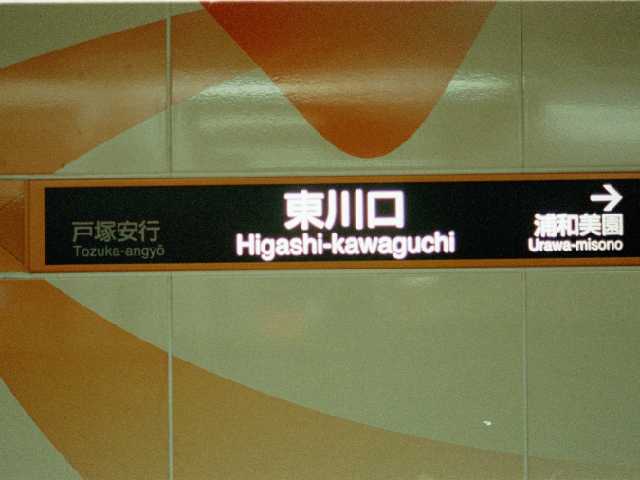 戸塚安行
Tozuka-angyō
東川口
Higashi-kawaguchi
→
浦和美園
Urawa-misono